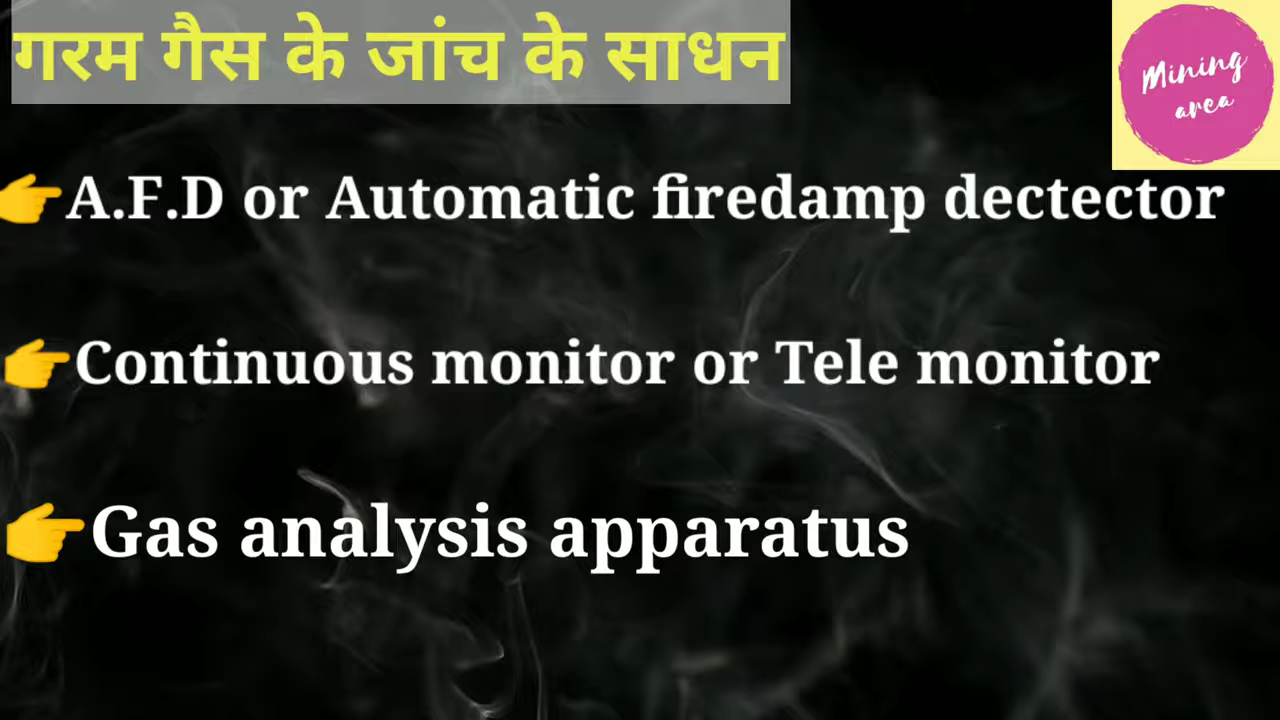 गरम गैस के जांच के साधन
Mining
area
👉A.F.D or Automatic firedamp dectector
👉Continuous monitor or Tele monitor
👉Gas analysis apparatus